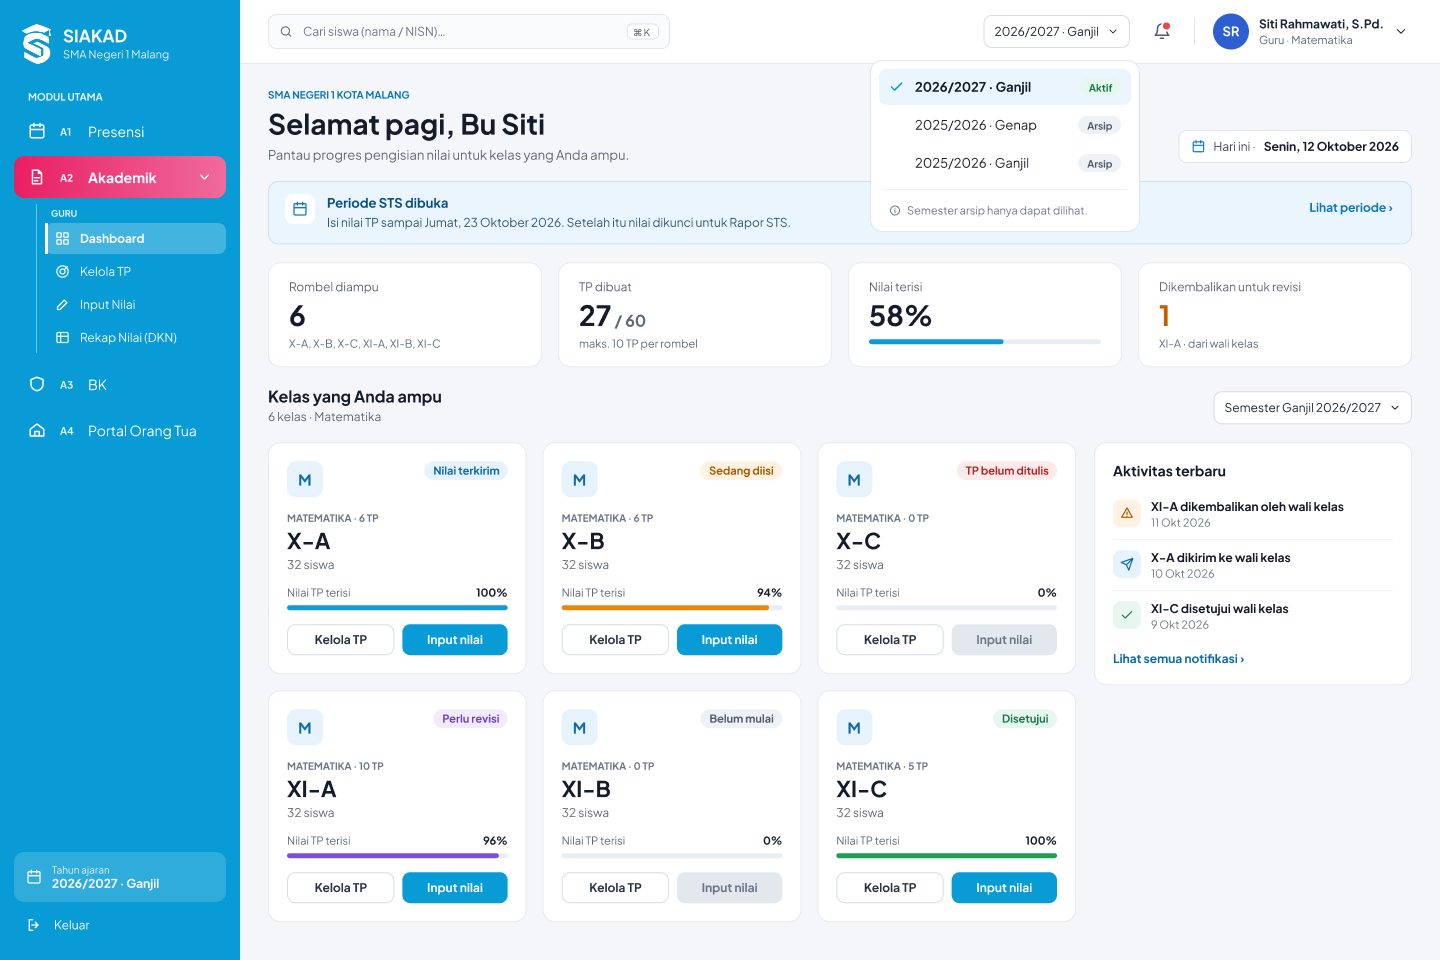 SIAKAD
SMA Negeri 1 Malang
MODUL UTAMA
A1 Presensi
A2 Akademik
GURU
Dashboard
Kelola TP
Input Nilai
Rekap Nilai (DKN)
A3 BK
A4 Portal Orang Tua
Tahun ajaran
2026/2027 · Ganjil
Keluar
Cari siswa (nama / NISN)...
⌘ K
2026/2027 · Ganjil
SR
Siti Rahmawati, S.Pd.
Guru · Matematika
2026/2027 · Ganjil Aktif
2025/2026 · Genap Arsip
2025/2026 · Ganjil Arsip
Semester arsip hanya dapat dilihat.
SMA NEGERI 1 KOTA MALANG
Selamat pagi, Bu Siti
Pantau progres pengisian nilai untuk kelas yang Anda ampu.
Hari ini · Senin, 12 Oktober 2026
Periode STS dibuka
Isi nilai TP sampai Jumat, 23 Oktober 2026. Setelah itu nilai dikunci untuk Rapor STS.
Lihat periode ›
Rombel diampu
6
X-A, X-B, X-C, XI-A, XI-B, XI-C
TP dibuat
27 / 60
maks. 10 TP per rombel
Nilai terisi
58%
Dikembalikan untuk revisi
1
XI-A · dari wali kelas
Kelas yang Anda ampu
6 kelas · Matematika
Semester Ganjil 2026/2027
M Nilai terkirim
MATEMATIKA · 6 TP
X-A
32 siswa
Nilai TP terisi 100%
Kelola TP Input nilai
M Sedang diisi
MATEMATIKA · 6 TP
X-B
32 siswa
Nilai TP terisi 94%
Kelola TP Input nilai
M TP belum ditulis
MATEMATIKA · 0 TP
X-C
32 siswa
Nilai TP terisi 0%
Kelola TP Input nilai
M Perlu revisi
MATEMATIKA · 10 TP
XI-A
32 siswa
Nilai TP terisi 96%
Kelola TP Input nilai
M Belum mulai
MATEMATIKA · 0 TP
XI-B
32 siswa
Nilai TP terisi 0%
Kelola TP Input nilai
M Disetujui
MATEMATIKA · 5 TP
XI-C
32 siswa
Nilai TP terisi 100%
Kelola TP Input nilai
Aktivitas terbaru
XI-A dikembalikan oleh wali kelas
11 Okt 2026
X-A dikirim ke wali kelas
10 Okt 2026
XI-C disetujui wali kelas
9 Okt 2026
Lihat semua notifikasi ›